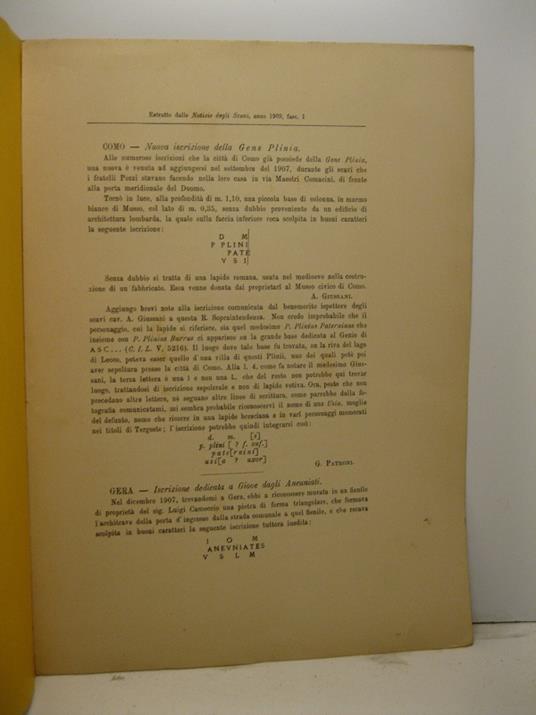 Estratto dalle Notizie degli Scavi, anno 1909, fasc. 1
COMO — Nuova iscrizione della Gens Plinia.
Alle numerose iscrizioni che la città di Como già possiede della Gens Plinia,
una nuova è venuta ad aggiungersi nel settembre del 1907, durante gli scavi che
i fratelli Pozzi stavano facendo nella loro casa in via Maestri Comacini, di fronte
alla porta meridionale del Duomo.
Tornò in luce, alla profondità di m. 1,10, una piccola base di colonna, in marmo
bianco di Musso, col lato di m. 0,35, senza dubbio proveniente da un edificio di
architettura lombarda, la quale sulla faccia inferiore reca scolpita in buoni caratteri
la seguente iscrizione:
D M
P PLINI
PATE
V S I
Senza dubbio si tratta di una lapide romana, usata nel medioevo nella costru-
zione di un fabbricato. Essa venne donata dai proprietari al Museo civico di Como.
A. GIUSSANI.
Aggiungo brevi note alla iscrizione comunicata dal benemerito ispettore degli
scavi cav. A. Giussani a questa R. Sopraintendenza. Non credo improbabile che il
personaggio, cui la lapide si riferisce, sia quel medesimo P. Plinius Paternus che
insieme con P. Plinius Burrus ci apparisce su la grande base dedicata al Genio di
ASC... (C. I. L. V, 5216). Il luogo dove tale base fu trovata, su la riva del lago
di Lecco, poteva esser quello d'una villa di questi Plinii, uno dei quali poté poi
aver sepoltura presso la città di Como. Alla l. 4, come fa notare il medesimo Gius-
sani, la terza lettera è una I e non una L, che del resto non potrebbe qui trovar
luogo, trattandosi di iscrizione sepolcrale e non di lapide votiva. Ora, posto che non
precedano altre lettere, né seguano altre linee di scrittura, come parrebbe dalla fo-
tografia comunicatami, mi sembra probabile riconoscervi il nome di una Usia, moglie
del defunto, nome che ricorre in una lapide bresciana e in varî personaggi menzonati
nei titoli di Tergeste; l'iscrizione potrebbe quindi integrarsi così:
d. m. [s]
p. plini [ ? f. ouf.]
pate[rnini]
usi[a ? uxor]
G. PATRONI.
GERA — Iscrizione dedicata a Giove dagli Aneuniati.
Nel dicembre 1907, trovandomi a Gera, ebbi a riconoscere murata in un fienile
di proprietà del sig. Luigi Camoccio una pietra di forma triangolare, che formava
l'architrave della porta d'ingresso dalla strada comunale a quel fienile, e che recava
scolpita in buoni caratteri la seguente iscrizione tuttora inedita:
I O M
ANEVNIATES
V S L M